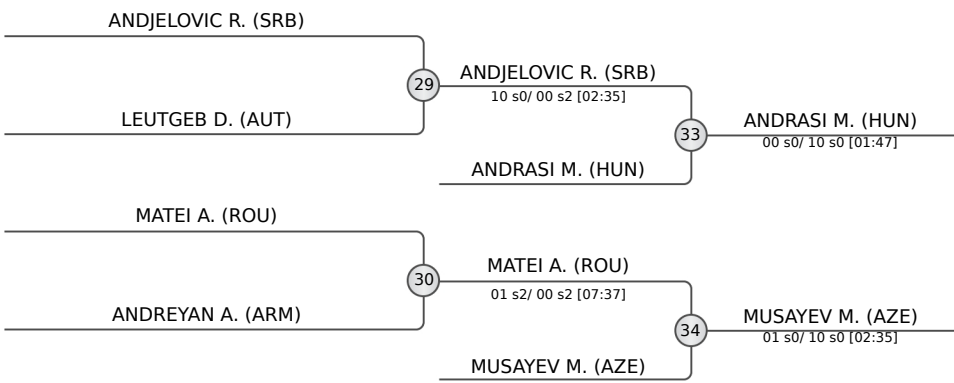 ANDJELOVIC R. (SRB)
29
ANDJELOVIC R. (SRB)
10 s0/ 00 s2 [02:35]
LEUTGEB D. (AUT)
33
ANDRASI M. (HUN)
00 s0/ 10 s0 [01:47]
ANDRASI M. (HUN)
MATEI A. (ROU)
30
MATEI A. (ROU)
01 s2/ 00 s2 [07:37]
ANDREYAN A. (ARM)
34
MUSAYEV M. (AZE)
01 s0/ 10 s0 [02:35]
MUSAYEV M. (AZE)